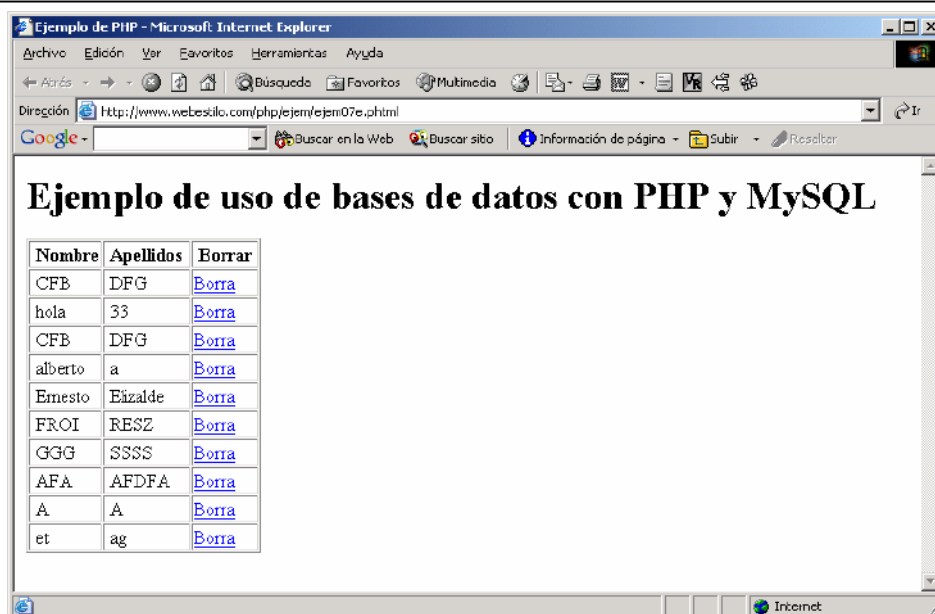 Ejemplo de PHP - Microsoft Internet Explorer
Archivo Edición Ver Favoritos Herramientas Ayuda
Atrás Búsqueda Favoritos Multimedia
Dirección http://www.webestilo.com/php/ejem/ejem07e.phtml Ir
Google Buscar en la Web Buscar sitio Información de página Subir Resaltar
Ejemplo de uso de bases de datos con PHP y MySQL
Nombre Apellidos Borrar
CFB DFG Borra
hola 33 Borra
CFB DFG Borra
alberto a Borra
Ernesto Elizalde Borra
FROI RESZ Borra
GGG SSSS Borra
AFA AFDFA Borra
A A Borra
et ag Borra
Internet